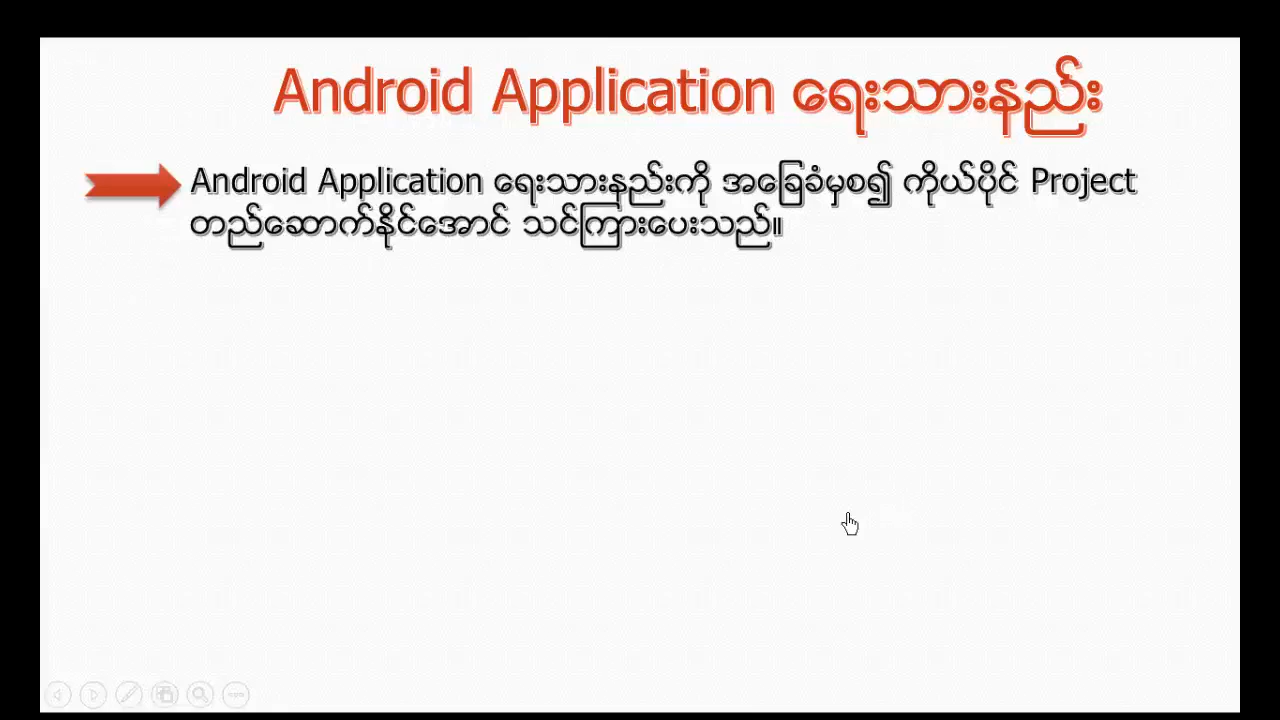 Android Application ရေးသားနည်း
Android Application ရေးသားနည်းကို အခြေခံမှစ၍ ကိုယ်ပိုင် Project
တည်ဆောက်နိုင်အောင် သင်ကြားပေးသည်။